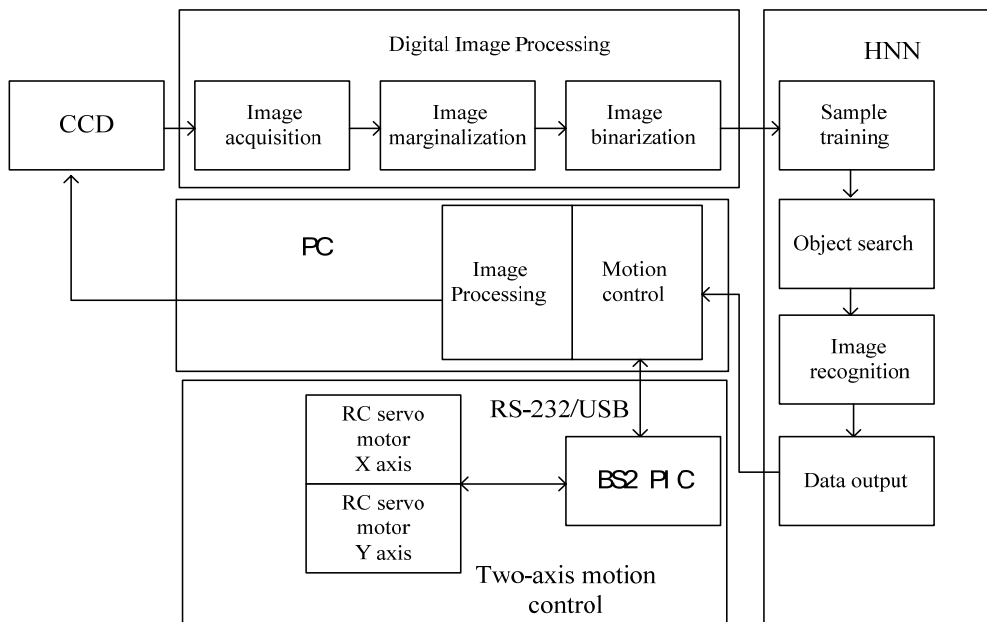 Digital Image Processing
HNN
CCD
Image
acquisition
Image
marginalization
Image
binarization
Sample
training
Object search
Image
recognition
Data output
PC
Image
Processing
Motion
control
RS-232/USB
RC servo
motor
X axis
RC servo
motor
Y axis
BS2 PIC
Two-axis motion
control